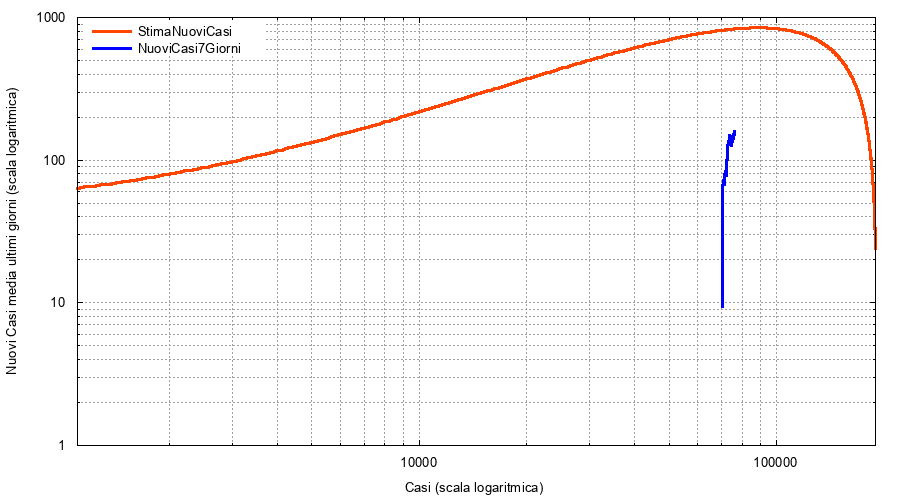 1000
StimaNuoviCasi
NuoviCasi7Giorni
100
10
1
Nuovi Casi media ultimi giorni (scala logaritmica)
10000
100000
Casi (scala logaritmica)